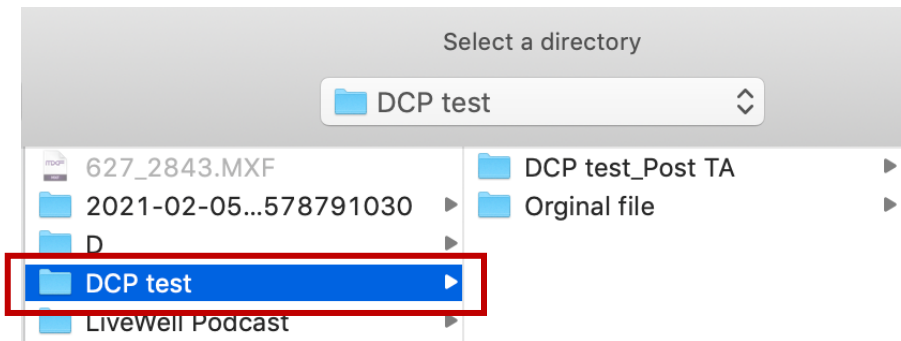 Select a directory
DCP test
627_2843.MXF
2021-02-05...578791030
D
DCP test
LiveWell Podcast
DCP test_Post TA
Orginal file